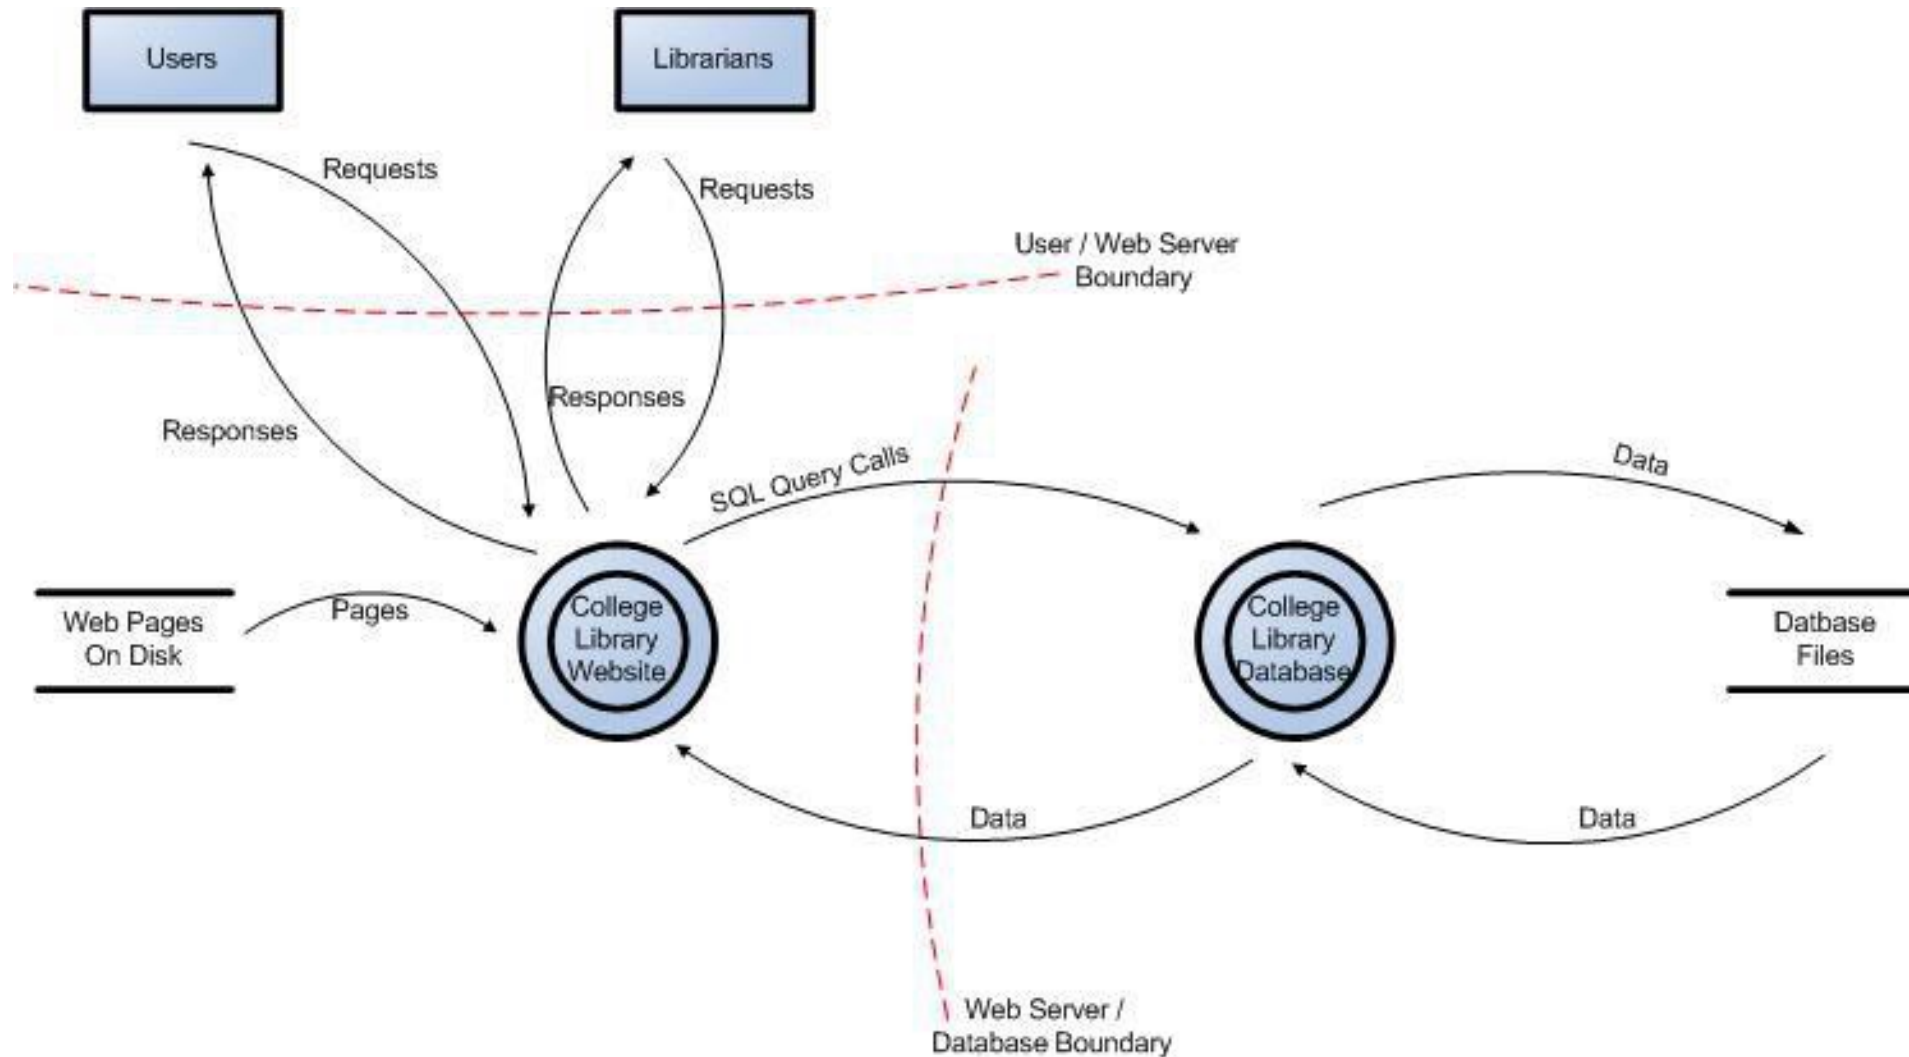 Users
Librarians
Requests
Requests
User / Web Server
Boundary
Responses
Responses
SQL Query Calls
Data
Web Pages
On Disk
Pages
College
Library
Website
College
Library
Database
Datbase
Files
Data
Data
Web Server /
Database Boundary